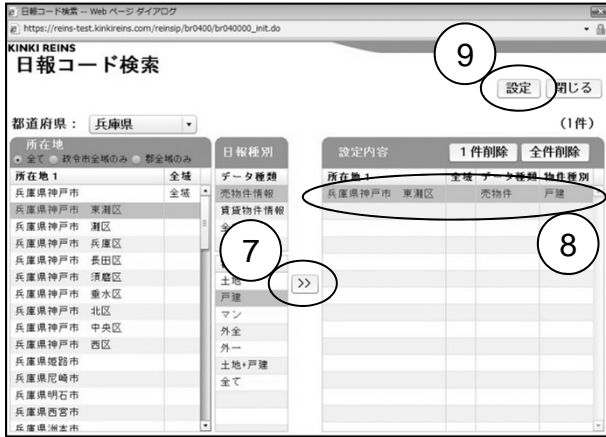 日報コード検索 -- Web ページ ダイアログ
https://reins-test.kinkireins.com/reinsip/br0400/br040000_init.do
KINKI REINS
日報コード検索
9
設定 閉じる
都道府県： 兵庫県
(1件)
所在地
全て 政令市全域のみ 郡全域のみ
日報種別
設定内容 1件削除 全件削除
所在地1 全域
データ種類
所在地1 全域 データ種類 物件種別
兵庫県神戸市 全域
売物件情報
兵庫県神戸市 東灘区 売物件 戸建
兵庫県神戸市 東灘区
賃貸物件情報
兵庫県神戸市 灘区
兵庫県神戸市 兵庫区
7
8
兵庫県神戸市 長田区
兵庫県神戸市 須磨区
土地
>>
兵庫県神戸市 垂水区
戸建
兵庫県神戸市 北区
マン
兵庫県神戸市 中央区
外全
兵庫県神戸市 西区
外一
兵庫県姫路市
土地+戸建
兵庫県尼崎市
全て
兵庫県明石市
兵庫県西宮市
兵庫県洲本市